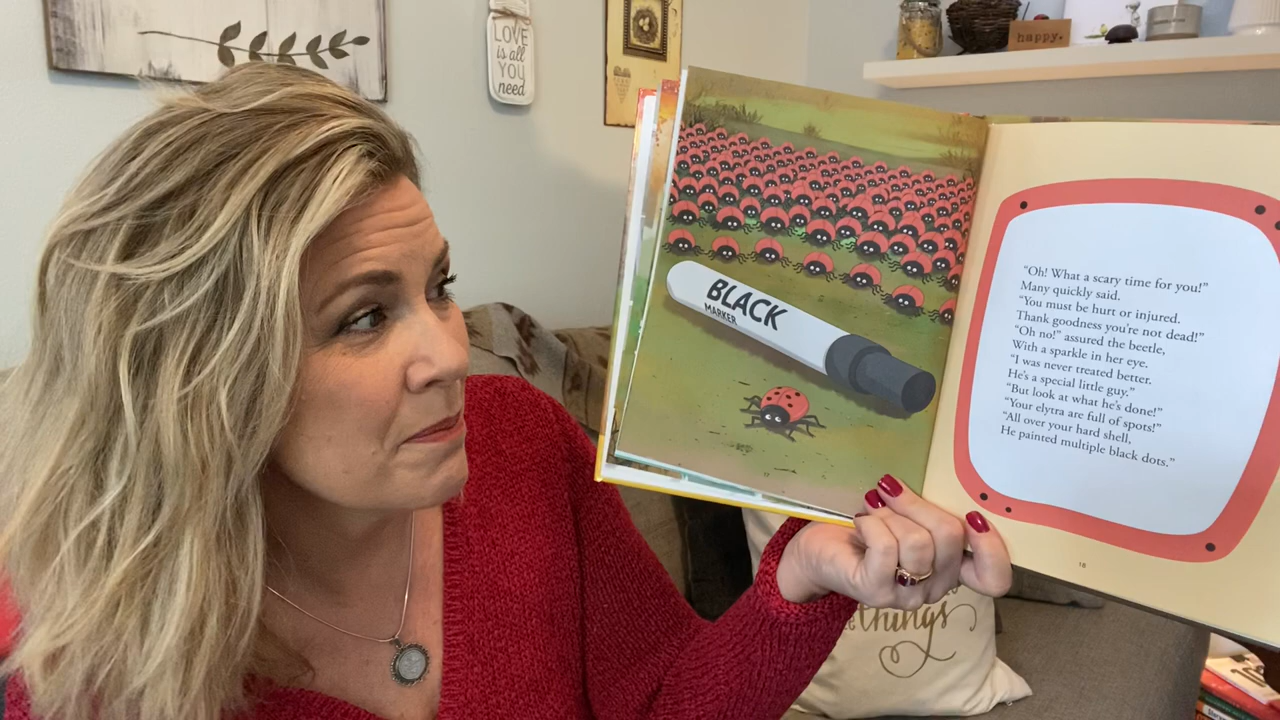 LOVE
is all
YOU
need
happy.
BLACK
MARKER
17
“Oh! What a scary time for you!”
Many quickly said.
“You must be hurt or injured.
Thank goodness you’re not dead!”
“Oh no!” assured the beetle,
With a sparkle in her eye.
“I was never treated better.
He’s a special little guy.”
“But look at what he’s done!”
“Your elytra are full of spots!”
“All over your hard shell,
He painted multiple black dots.”
18
things